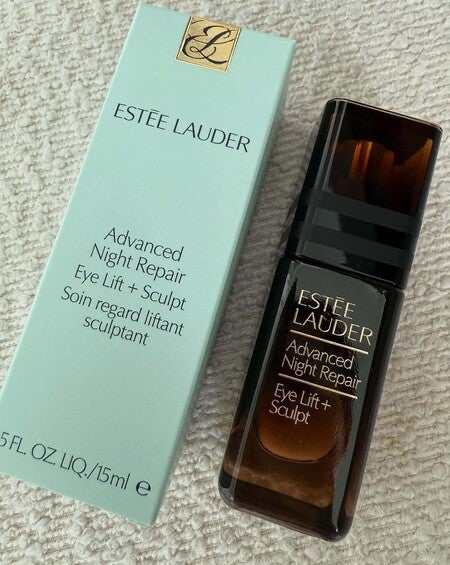 ESTĒE LAUDER
Advanced
Night Repair
Eye Lift + Sculpt
Soin regard liftant
sculptant
5 FL. OZ. LIQ./15ml e
ESTĒE
LAUDER
Advanced
Night Repair
Eye Lift +
Sculpt